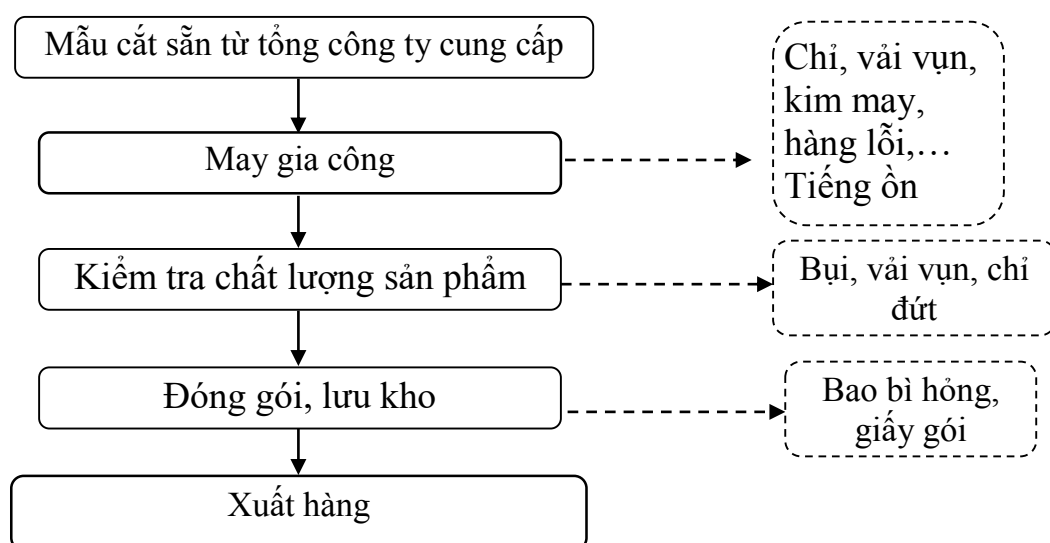 Mẫu cắt sẵn từ tổng công ty cung cấp
Chỉ, vải vụn,
kim may,
hàng lỗi,…
Tiếng ồn
May gia công
Kiểm tra chất lượng sản phẩm
Bụi, vải vụn, chỉ
đứt
Đóng gói, lưu kho
Bao bì hỏng,
giấy gói
Xuất hàng